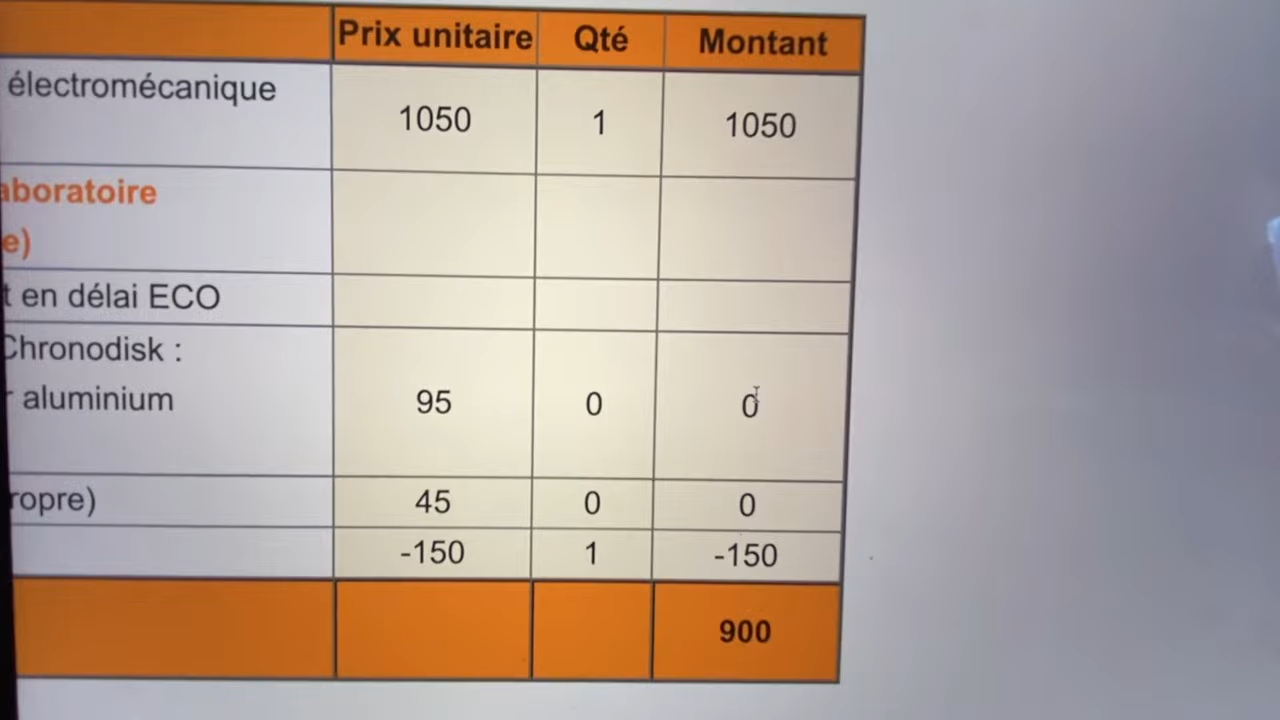 Prix unitaire Qté Montant
électromécanique
1050 1 1050
aboratoire
e)
t en délai ECO
Chronodisk :
aluminium
95 0 0
ropre)
45 0 0
-150 1 -150
900